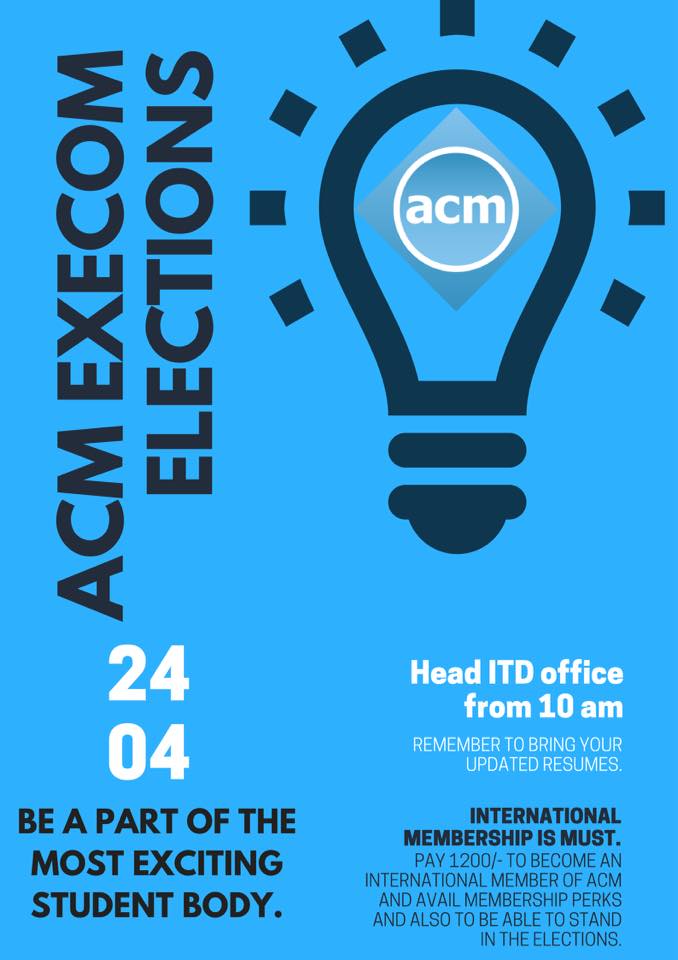 ACM EXECOM
ELECTIONS
acm
24
04
BE A PART OF THE
MOST EXCITING
STUDENT BODY.
Head ITD office
from 10 am
REMEMBER TO BRING YOUR
UPDATED RESUMES.
INTERNATIONAL
MEMBERSHIP IS MUST.
PAY 1200/- TO BECOME AN
INTERNATIONAL MEMBER OF ACM
AND AVAIL MEMBERSHIP PERKS
AND ALSO TO BE ABLE TO STAND
IN THE ELECTIONS.